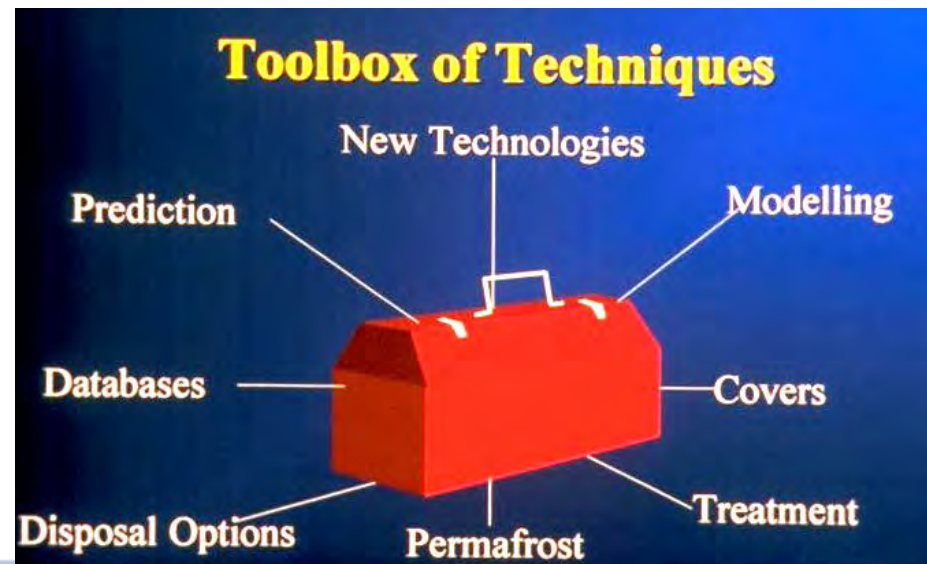 Toolbox of Techniques
New Technologies
Prediction
Modelling
Databases
Covers
Disposal Options
Treatment
Permafrost